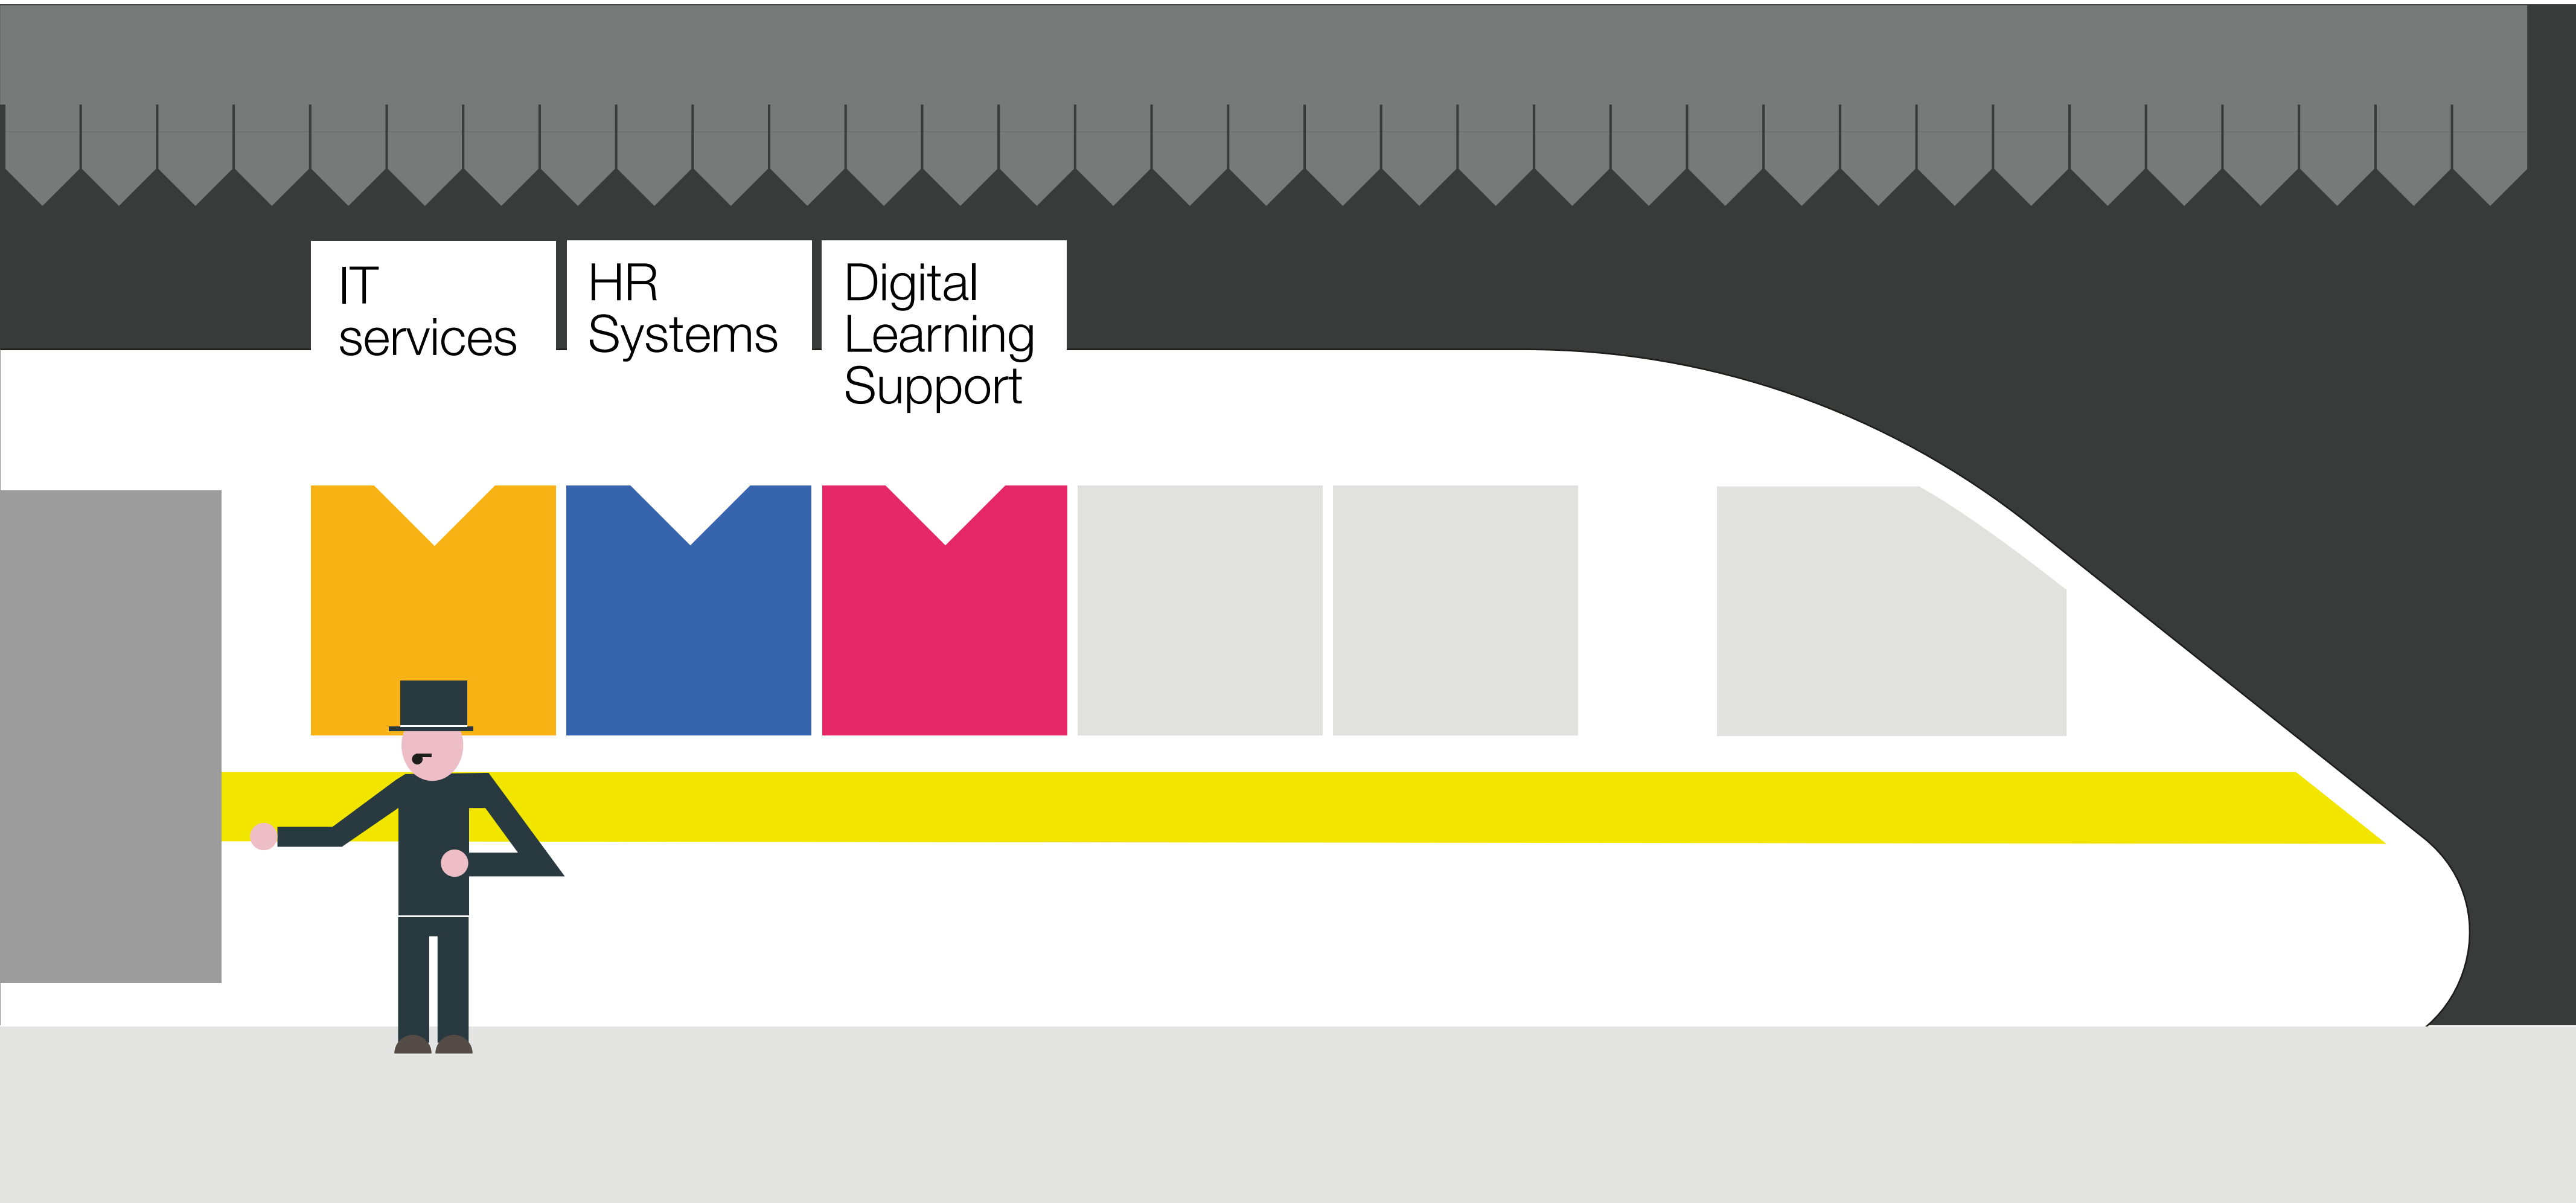 IT
services
HR
Systems
Digital
Learning
Support